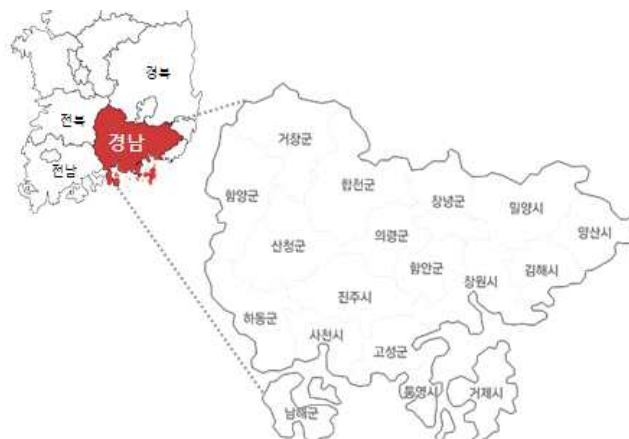 경북
전북
경남
전남
거창군
함양군
합천군
창녕군
밀양시
양산시
산청군
의령군
함안군
창원시
김해시
진주시
하동군
사천시
고성군
남해군
통영시
거제시